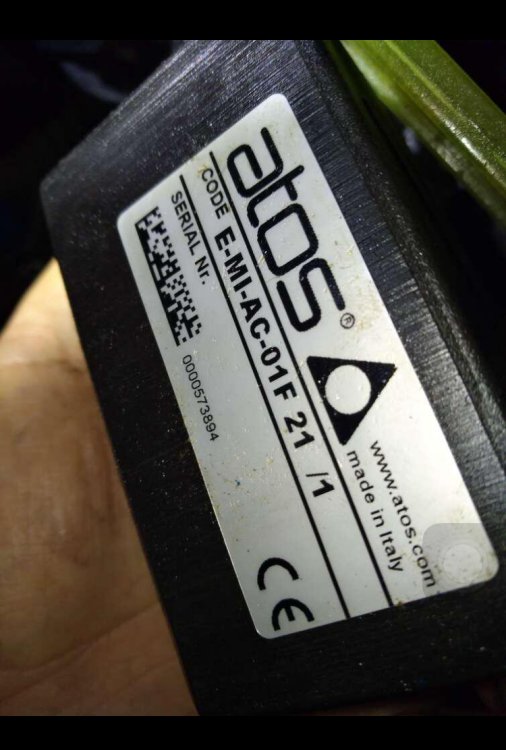 atos®
www.atos.com
made in Italy
CODE E-MI-AC-01F 21 /1
SERIAL Nr.
0000573894
CE